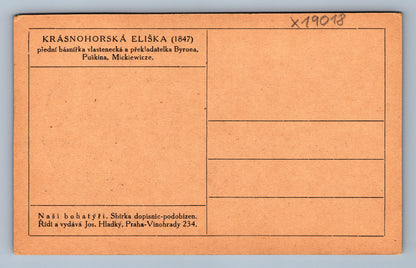 x19018
KRÁSNOHORSKÁ ELIŠKA (1847)
přední básnířka vlastenecká a překladatelka Byrona,
Puškina, Mickiewicze.
Naši bohatýři. Sbírka dopisnic-podobizen.
Řídí a vydává Jos. Hladký, Praha-Vinohrady 234.